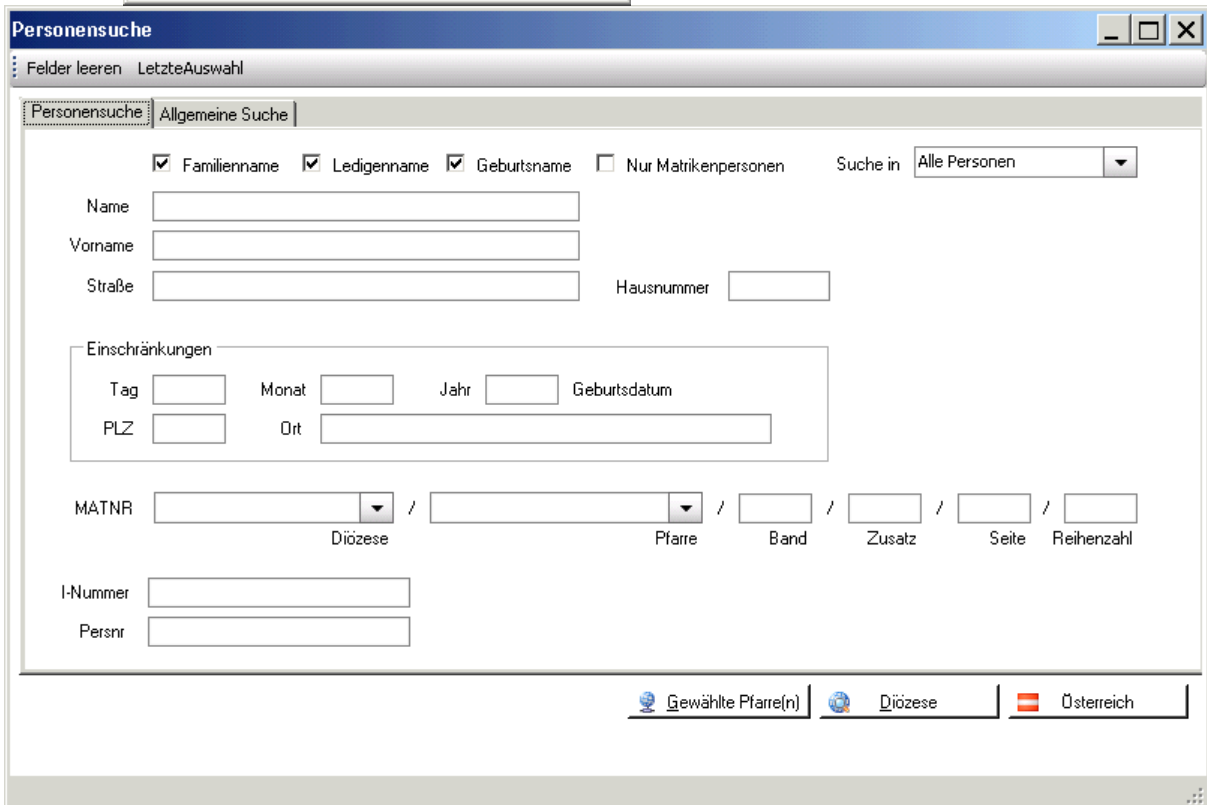 Personensuche
Felder leeren LetzteAuswahl
Personensuche Allgemeine Suche
Familienname Ledigenname Geburtsname Nur Matrikenpersonen Suche in Alle Personen
Name
Vorname
Straße Hausnummer
Einschränkungen
Tag Monat Jahr Geburtsdatum
PLZ Ort
MATNR / / / / /
Diözese Pfarre Band Zusatz Seite Reihenzahl
I-Nummer
Persnr
Gewählte Pfarre(n) Diözese Österreich